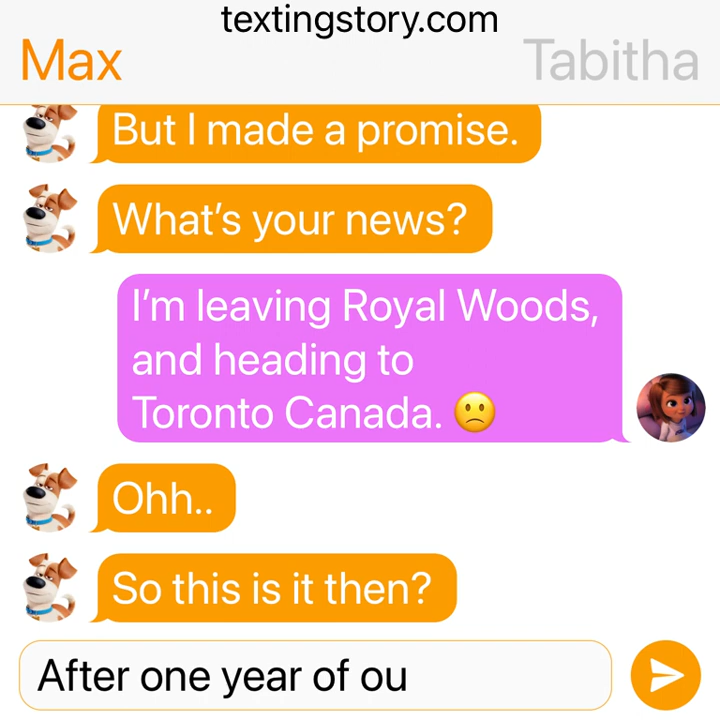 textingstory.com
Max
Tabitha
But I made a promise.
What’s your news?
I’m leaving Royal Woods,
and heading to
Toronto Canada. 🙁
Ohh..
So this is it then?
After one year of ou